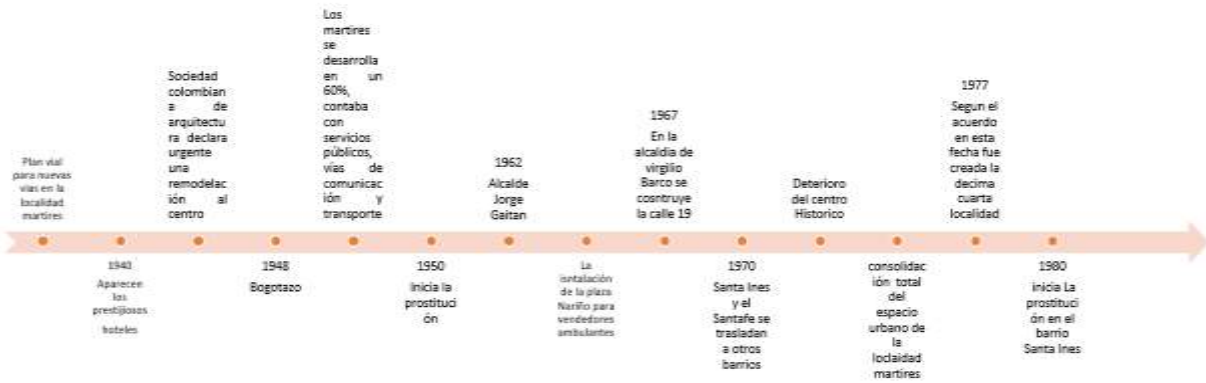 Plan vial
para nuevas
vias en la
localidad
martires
1940
Aparecee
los
prestijiosos
hoteles
Sociedad
colombian
a de
arquitectu
ra declara
urgente
una
remodelac
ión al
centro
1948
Bogotazo
Los
martires
se
desarrolla
en un
60%,
contaba
con
servicios
públicos,
vías de
comunicac
ión y
transporte
1950
Inicia la
prostituci
ón
1962
Alcalde
Jorge
Gaitan
La
isntalación
de la plaza
Nariño para
vendedores
ambulantes
1967
En la
alcaldia de
virgilio
Barco se
cosntruye
la calle 19
1970
Santa Ines
y el
Santafe se
trasladan
a otros
barrios
Deterioro
del centro
Historico
consolidac
ión total
del
espacio
urbano de
la
loclaidad
martires
1977
Segun el
acuerdo
en esta
fecha fue
creada la
decima
cuarta
localidad
1980
inicia La
prostituci
ón en el
barrio
Santa Ines